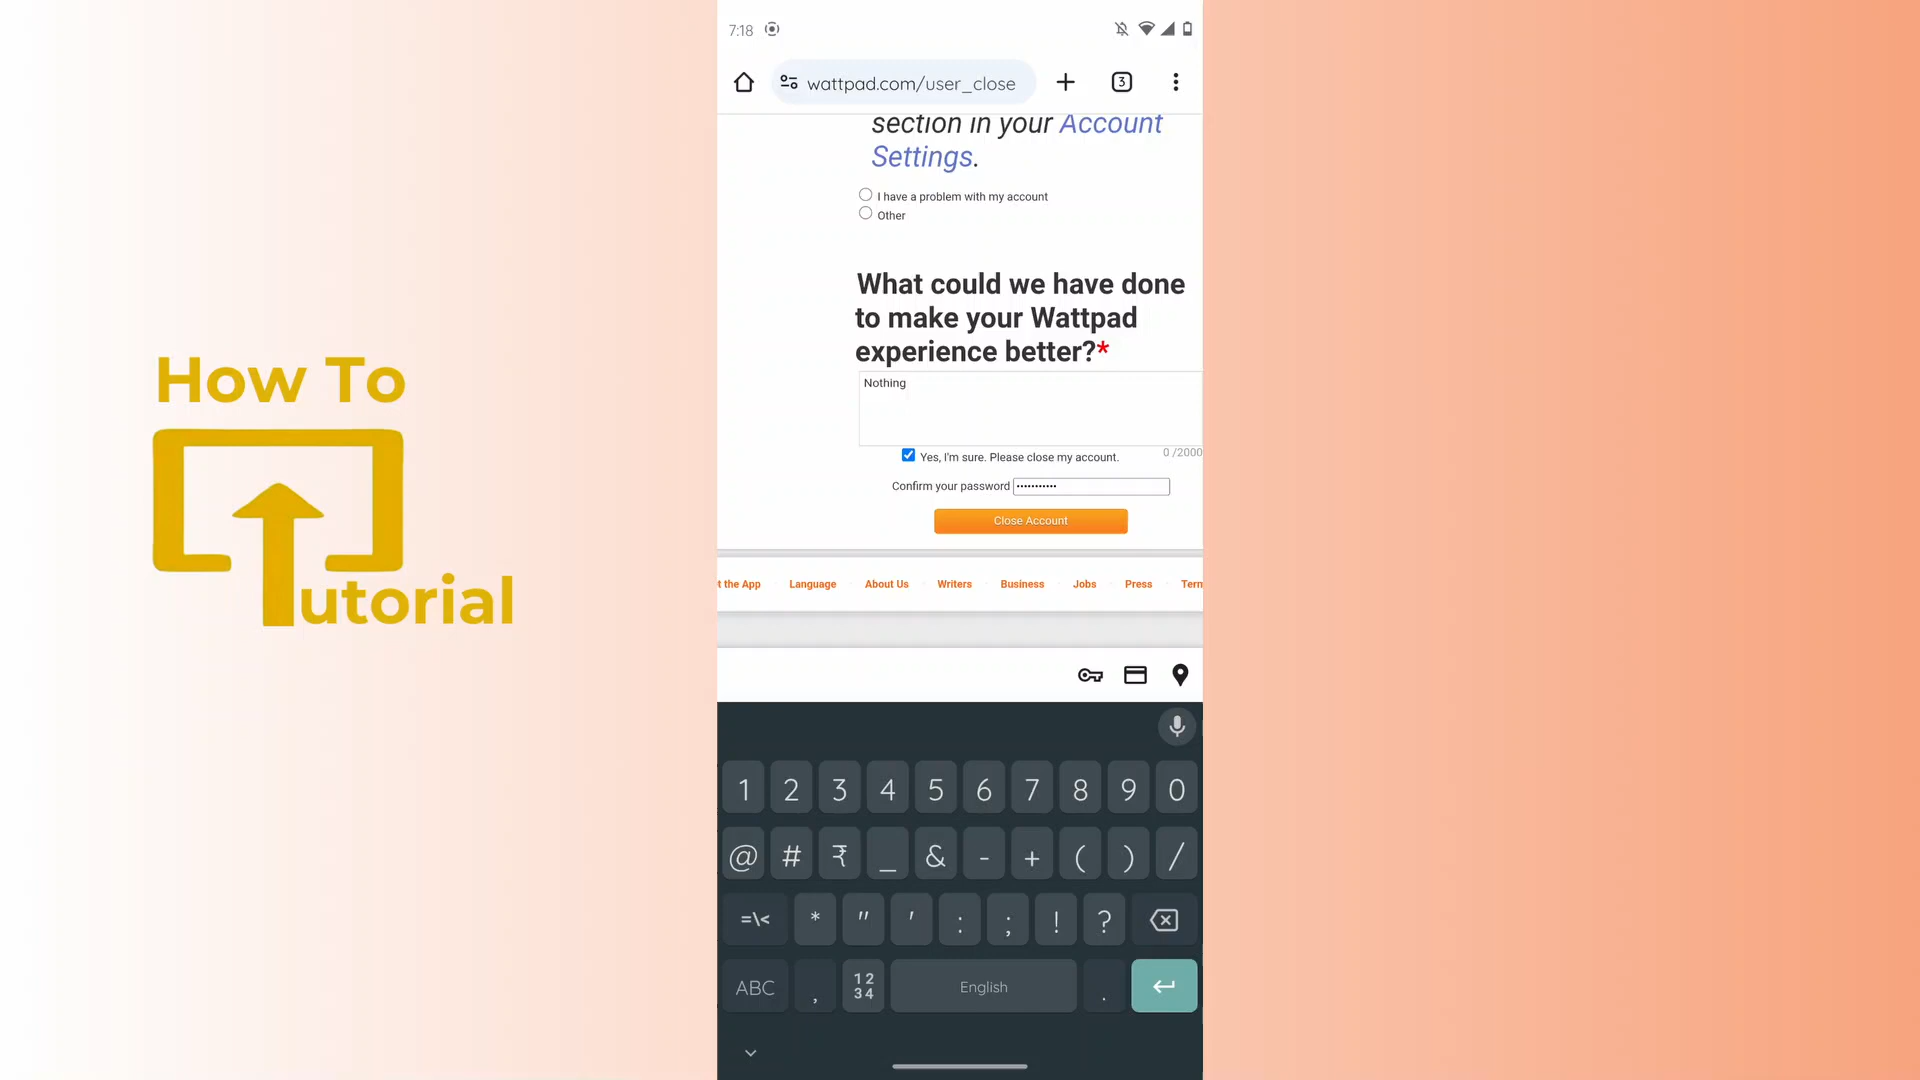 How To
utorial
7:18
wattpad.com/user_close
3
section in your Account
Settings.
I have a problem with my account
Other
What could we have done
to make your Wattpad
experience better?*
Nothing
0 /2000
Yes, I'm sure. Please close my account.
Confirm your password •••••••••••
Close Account
t the App Language About Us Writers Business Jobs Press Term
1 2 3 4 5 6 7 8 9 0
@ # ₹ _ & - + ( ) /
=\< * " ' : ; ! ?
ABC , 12 34 English .